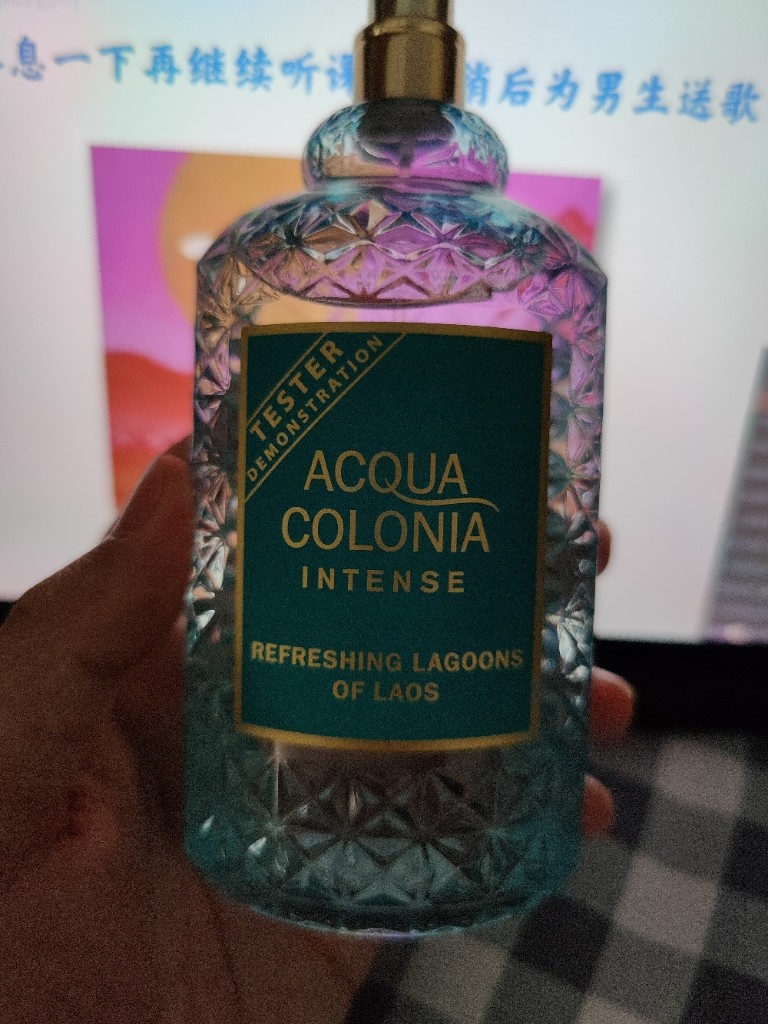 息一下再继续听课 稍后为男生送歌
TESTER
DEMONSTRATION
ACQUA
COLONIA
INTENSE
REFRESHING LAGOONS
OF LAOS